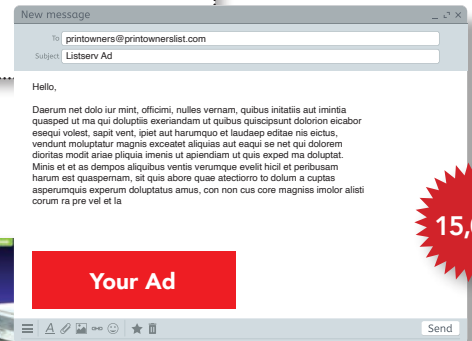 New message
To printowners@printownerslist.com
Subject Listserv Ad
Hello,
Daerum net dolo iur mint, officimi, nulles vernam, quibus initatiis aut imintia
quasped ut ma qui doluptiis exeriandam ut quibus quiscipsunt dolorion eicabor
esequi volest, sapit vent, ipiet aut harumquo et laudaep editae nis eictus,
vendunt moluptatur magnis exceatet aliquias aut eaqui se net qui dolorem
dioritas modit ariae pliquia imenis ut apiendiam ut quis exped ma doluptat.
Minis et et as dempos aliquibus ventis verumque evelit hicil et peribusam
harum est quaspernam, sit quis abore quae atectiorro to dolum a cuptas
asperumquis experum doluptatus amus, con non cus core magniss imolor alisti
corum ra pre vel et la
15,
Your Ad
Send